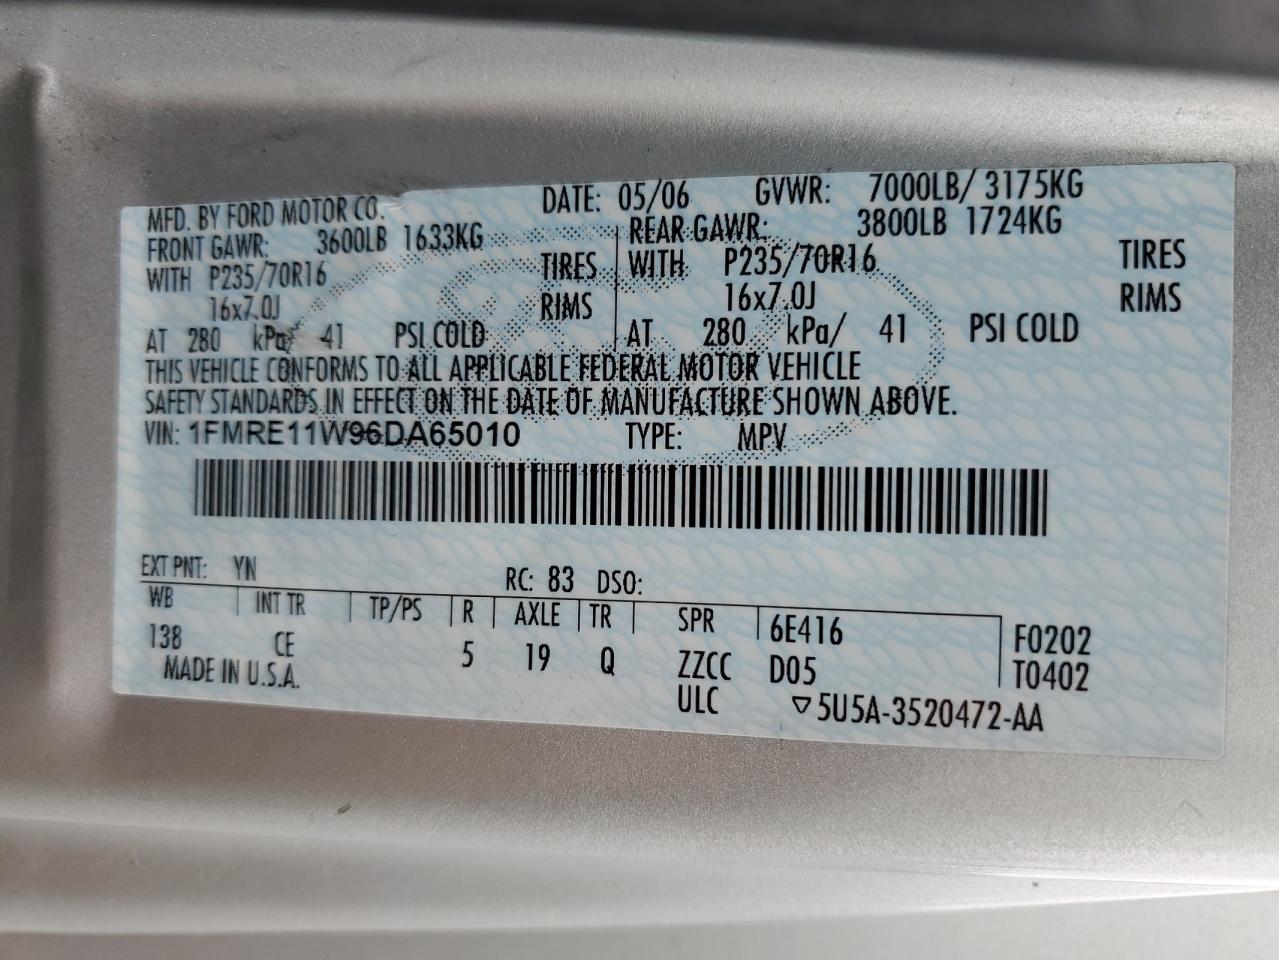 MFD. BY FORD MOTOR CO. DATE: 05/06 GVWR: 7000LB/ 3175KG
FRONT GAWR: 3600LB 1633KG REAR GAWR: 3800LB 1724KG
WITH P235/70R16 TIRES WITH P235/70R16 TIRES
16x7.0J RIMS 16x7.0J RIMS
AT 280 kPa/ 41 PSI COLD AT 280 kPa/ 41 PSI COLD
THIS VEHICLE CONFORMS TO ALL APPLICABLE FEDERAL MOTOR VEHICLE
SAFETY STANDARDS IN EFFECT ON THE DATE OF MANUFACTURE SHOWN ABOVE.
VIN: 1FMRE11W96DA65010 TYPE: MPV
EXT PNT: YN RC: 83 DSO:
WB INT TR TP/PS R AXLE TR SPR 6E416 F0202
138 CE 5 19 Q ZZCC D05 T0402
MADE IN U.S.A. ULC ▽5U5A-3520472-AA